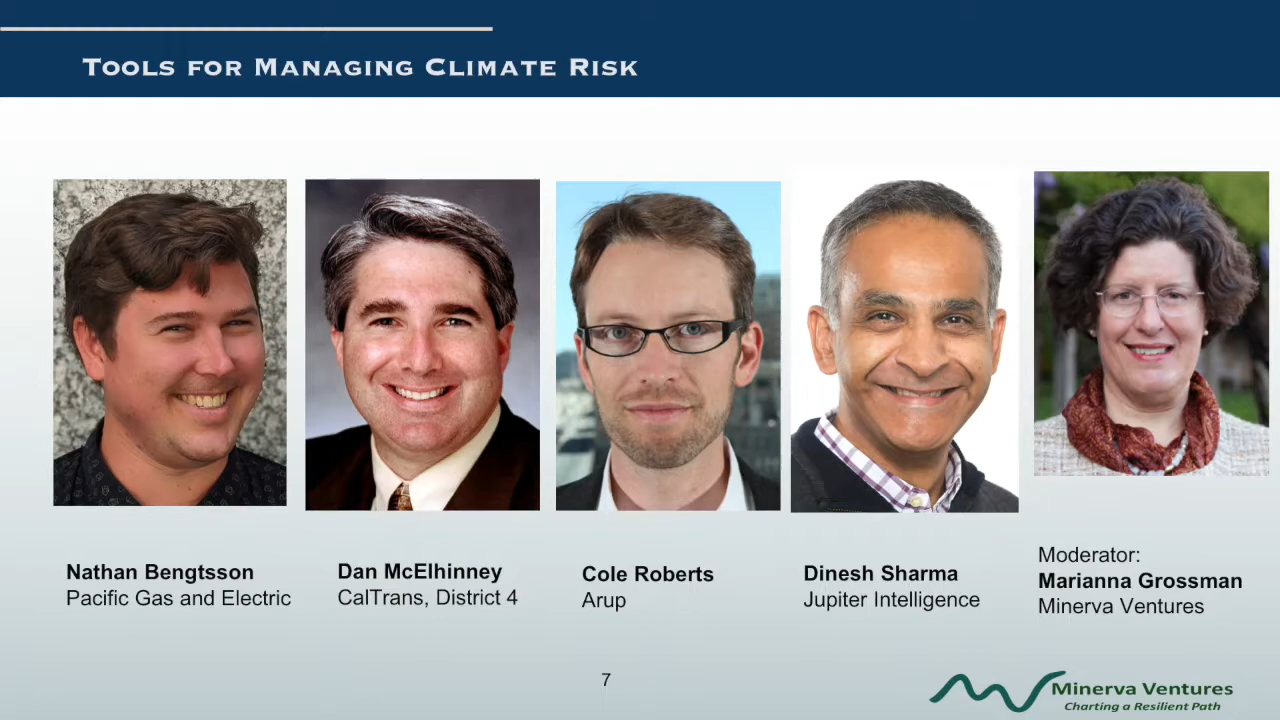 Tools for Managing Climate Risk
Nathan Bengtsson
Pacific Gas and Electric
Dan McElhinney
CalTrans, District 4
Cole Roberts
Arup
Dinesh Sharma
Jupiter Intelligence
Moderator:
Marianna Grossman
Minerva Ventures
7
Minerva Ventures
Charting a Resilient Path